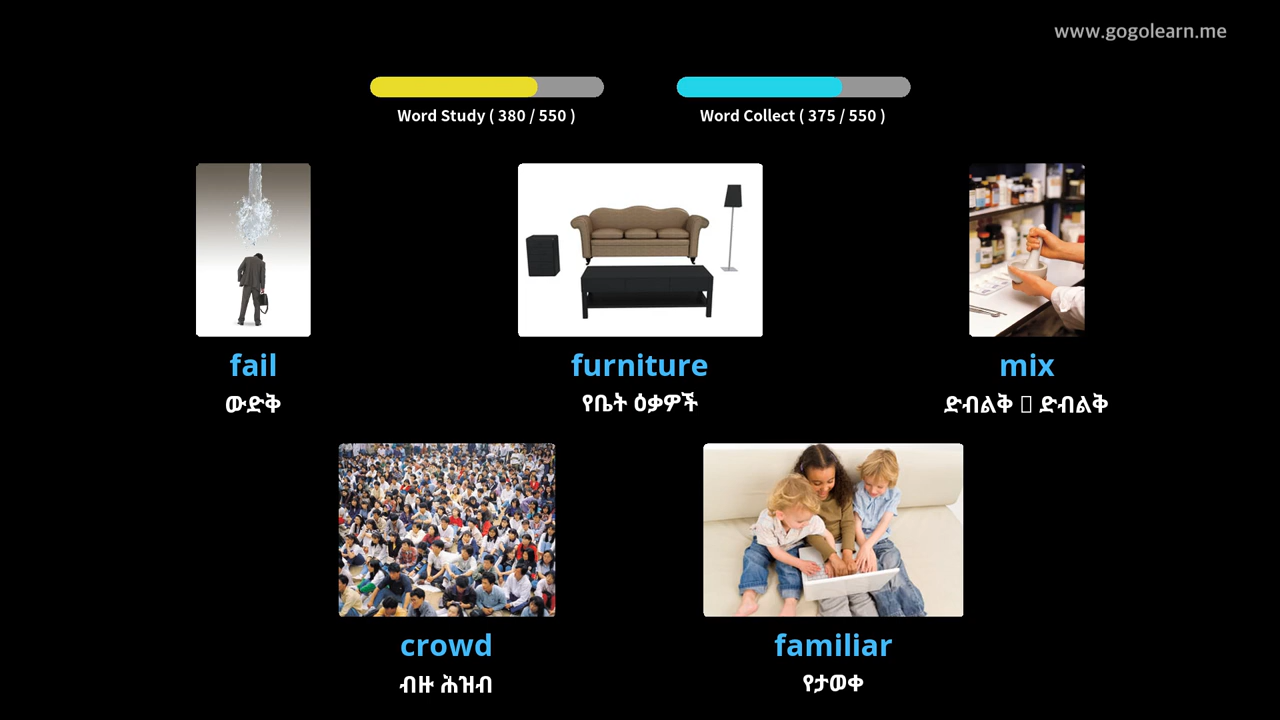 www.gogolearn.me
Word Study ( 380 / 550 )
Word Collect ( 375 / 550 )
fail
ውድቅ
furniture
የቤት ዕቃዎች
mix
ድብልቅ ▯ ድብልቅ
crowd
ብዙ ሕዝብ
familiar
የታወቀ